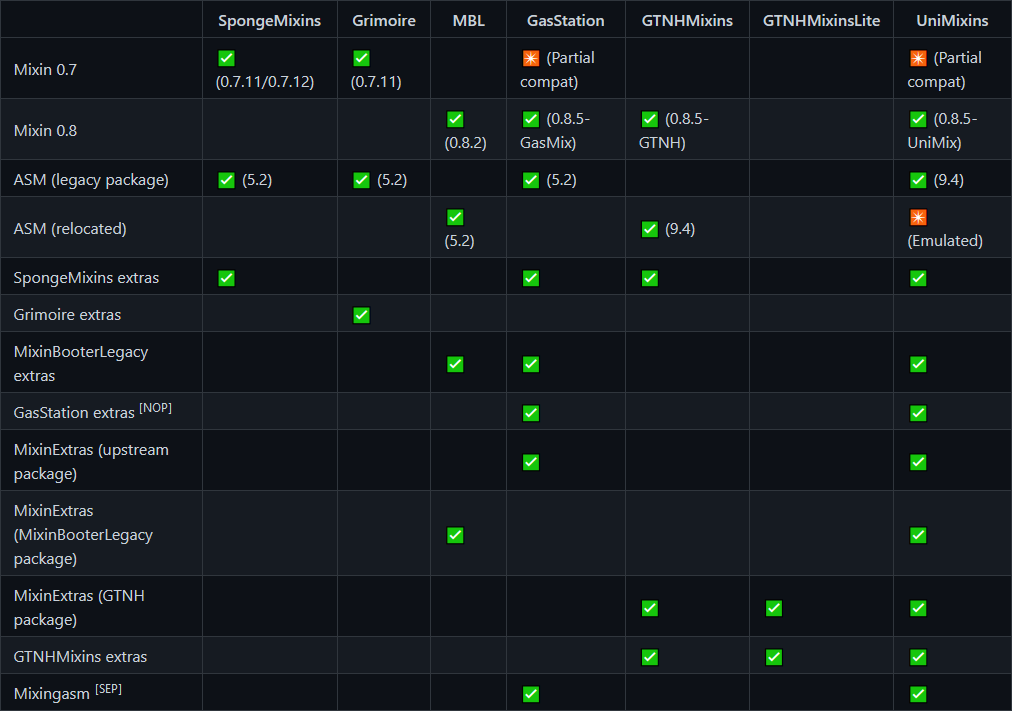 SpongeMixins Grimoire MBL GasStation GTNHMixins GTNHMixinsLite UniMixins
Mixin 0.7 ✅ (0.7.11/0.7.12) ✅ (0.7.11) ✴️ (Partial compat) ✴️ (Partial compat)
Mixin 0.8 ✅ (0.8.2) ✅ (0.8.5-GasMix) ✅ (0.8.5-GTNH) ✅ (0.8.5-UniMix)
ASM (legacy package) ✅ (5.2) ✅ (5.2) ✅ (5.2) ✅ (9.4)
ASM (relocated) ✅ (5.2) ✅ (9.4) ✴️ (Emulated)
SpongeMixins extras ✅ ✅ ✅ ✅
Grimoire extras ✅
MixinBooterLegacy extras ✅ ✅ ✅
GasStation extras [NOP] ✅ ✅
MixinExtras (upstream package) ✅ ✅
MixinExtras (MixinBooterLegacy package) ✅ ✅
MixinExtras (GTNH package) ✅ ✅ ✅
GTNHMixins extras ✅ ✅ ✅
Mixingasm [SEP] ✅ ✅